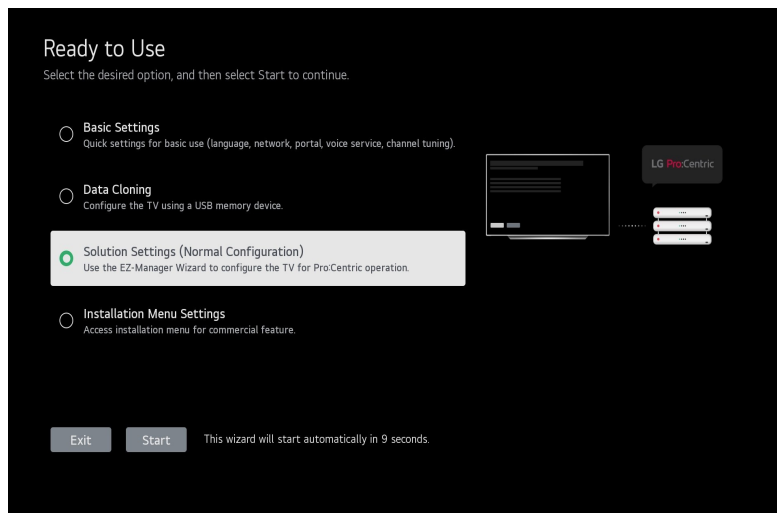 Ready to Use
Select the desired option, and then select Start to continue.
Basic Settings
Quick settings for basic use (language, network, portal, voice service, channel tuning).
Data Cloning
Configure the TV using a USB memory device.
Solution Settings (Normal Configuration)
Use the EZ-Manager Wizard to configure the TV for Pro:Centric operation.
Installation Menu Settings
Access installation menu for commercial feature.
LG Pro:Centric
Exit
Start
This wizard will start automatically in 9 seconds.